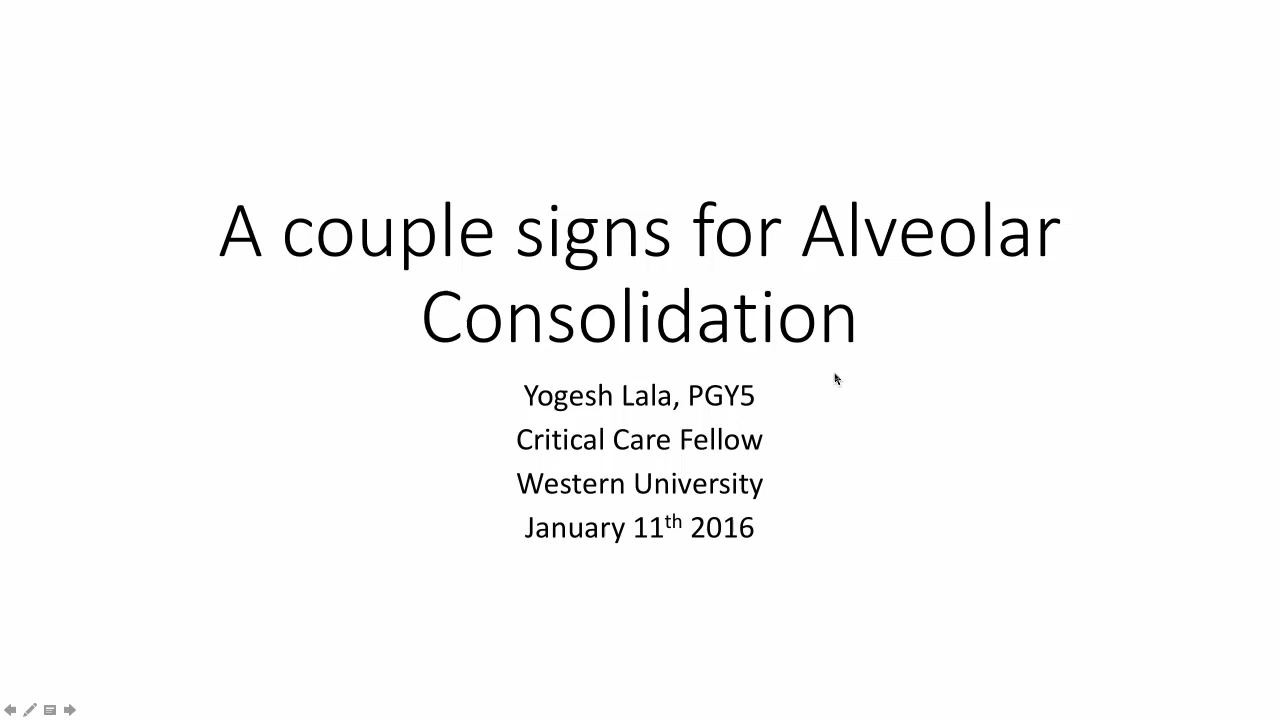 A couple signs for Alveolar
Consolidation
Yogesh Lala, PGY5
Critical Care Fellow
Western University
January 11th 2016